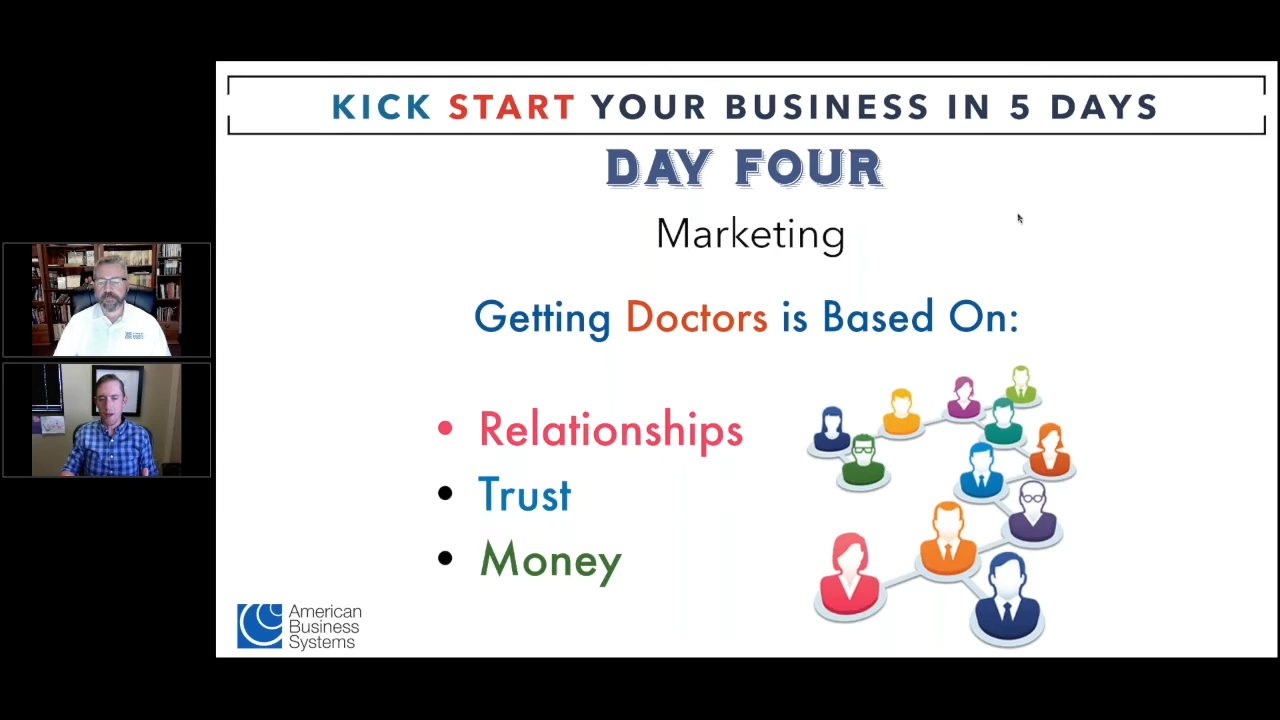 KICK START YOUR BUSINESS IN 5 DAYS
DAY FOUR
Marketing
Getting Doctors is Based On:
• Relationships
• Trust
• Money
American
Business
Systems